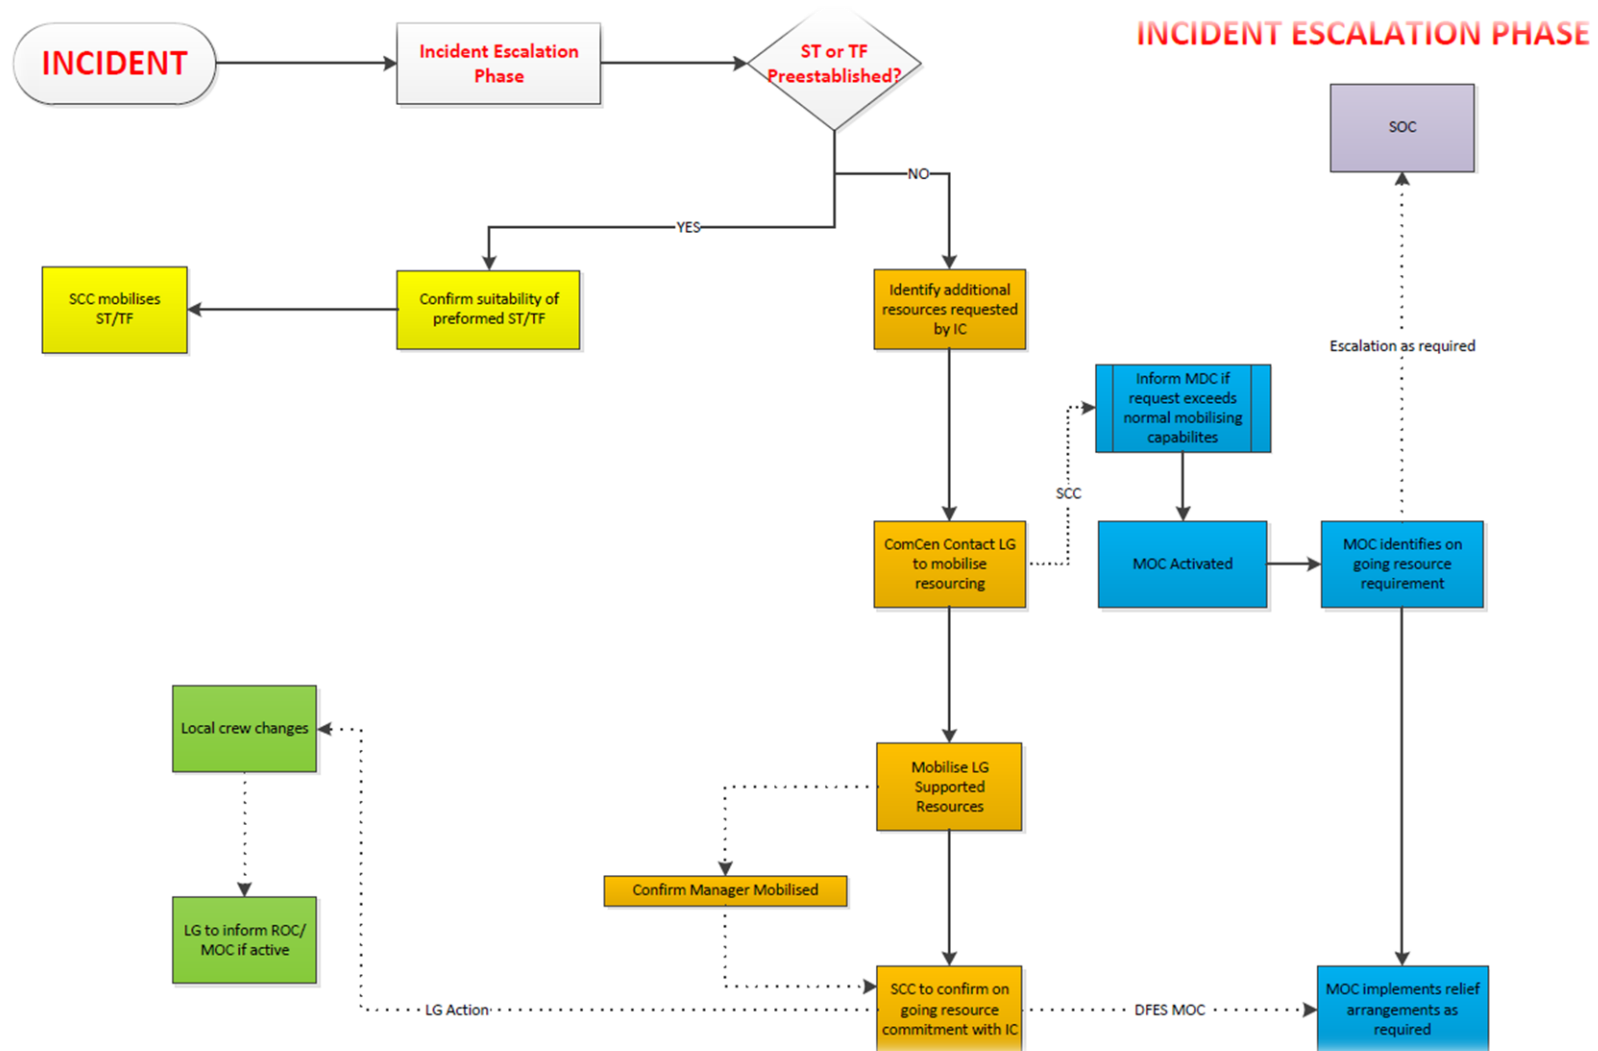 INCIDENT ESCALATION PHASE
INCIDENT
Incident Escalation
Phase
ST or TF
Preestablished?
SOC
NO
YES
SCC mobilises
ST/TF
Confirm suitability of
preformed ST/TF
Identify additional
resources requested
by IC
Escalation as required
Inform MDC if
request exceeds
normal mobilising
capabilites
SCC
ComCen Contact LG
to mobilise
resourcing
MOC Activated
MOC identifies on
going resource
requirement
Local crew changes
Mobilise LG
Supported
Resources
Confirm Manager Mobilised
LG to inform ROC/
MOC if active
LG Action
SCC to confirm on
going resource
commitment with IC
DFES MOC
MOC implements relief
arrangements as
required